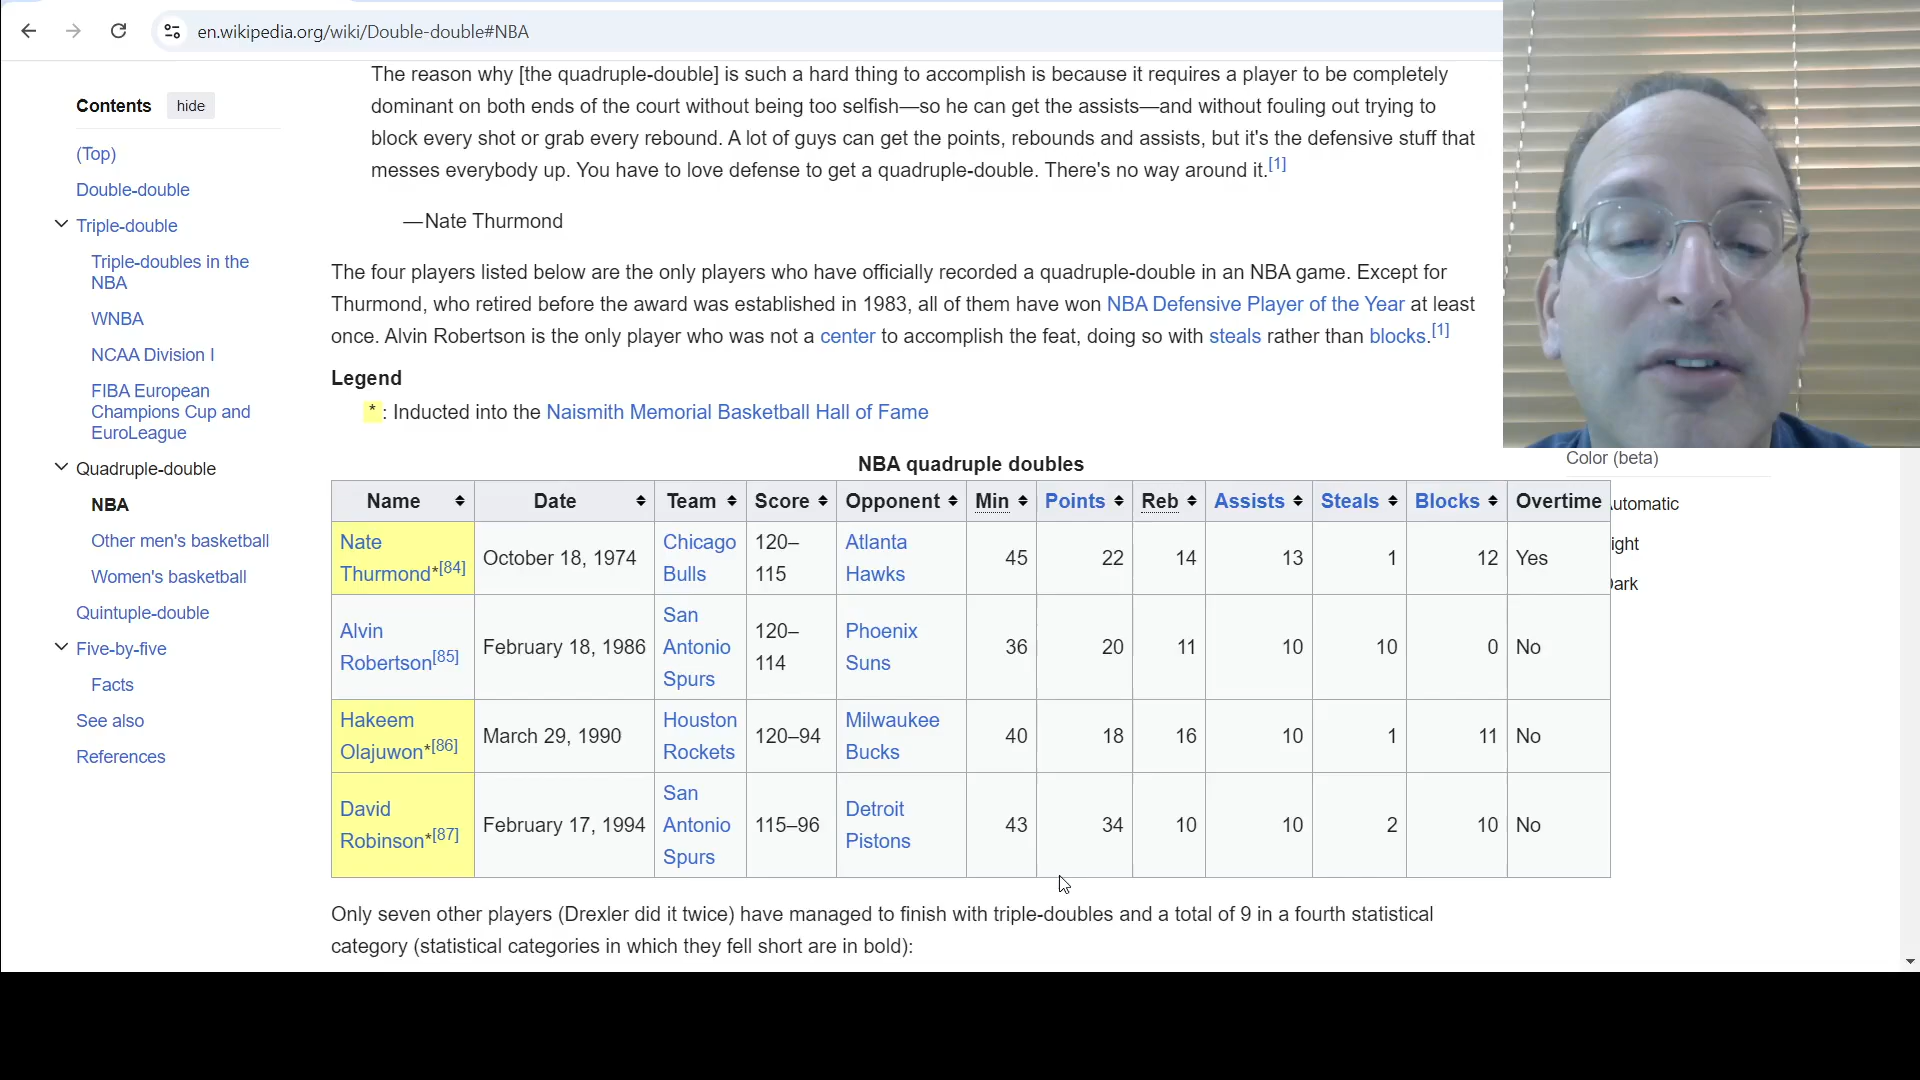 en.wikipedia.org/wiki/Double-double#NBA
Contents hide
(Top)
Double-double
Triple-double
Triple-doubles in the
NBA
WNBA
NCAA Division I
FIBA European
Champions Cup and
EuroLeague
Quadruple-double
NBA
Other men's basketball
Women's basketball
Quintuple-double
Five-by-five
Facts
See also
References
The reason why [the quadruple-double] is such a hard thing to accomplish is because it requires a player to be completely
dominant on both ends of the court without being too selfish—so he can get the assists—and without fouling out trying to
block every shot or grab every rebound. A lot of guys can get the points, rebounds and assists, but it's the defensive stuff that
messes everybody up. You have to love defense to get a quadruple-double. There's no way around it.[1]
—Nate Thurmond
The four players listed below are the only players who have officially recorded a quadruple-double in an NBA game. Except for
Thurmond, who retired before the award was established in 1983, all of them have won NBA Defensive Player of the Year at least
once. Alvin Robertson is the only player who was not a center to accomplish the feat, doing so with steals rather than blocks.[1]
Legend
* : Inducted into the Naismith Memorial Basketball Hall of Fame
NBA quadruple doubles
Name Date Team Score Opponent Min Points Reb Assists Steals Blocks Overtime
Nate Thurmond*[84] October 18, 1974 Chicago Bulls 120–115 Atlanta Hawks 45 22 14 13 1 12 Yes
Alvin Robertson[85] February 18, 1986 San Antonio Spurs 120–114 Phoenix Suns 36 20 11 10 10 0 No
Hakeem Olajuwon*[86] March 29, 1990 Houston Rockets 120–94 Milwaukee Bucks 40 18 16 10 1 11 No
David Robinson*[87] February 17, 1994 San Antonio Spurs 115–96 Detroit Pistons 43 34 10 10 2 10 No
Only seven other players (Drexler did it twice) have managed to finish with triple-doubles and a total of 9 in a fourth statistical
category (statistical categories in which they fell short are in bold):
Color (beta)
utomatic
ight
ark